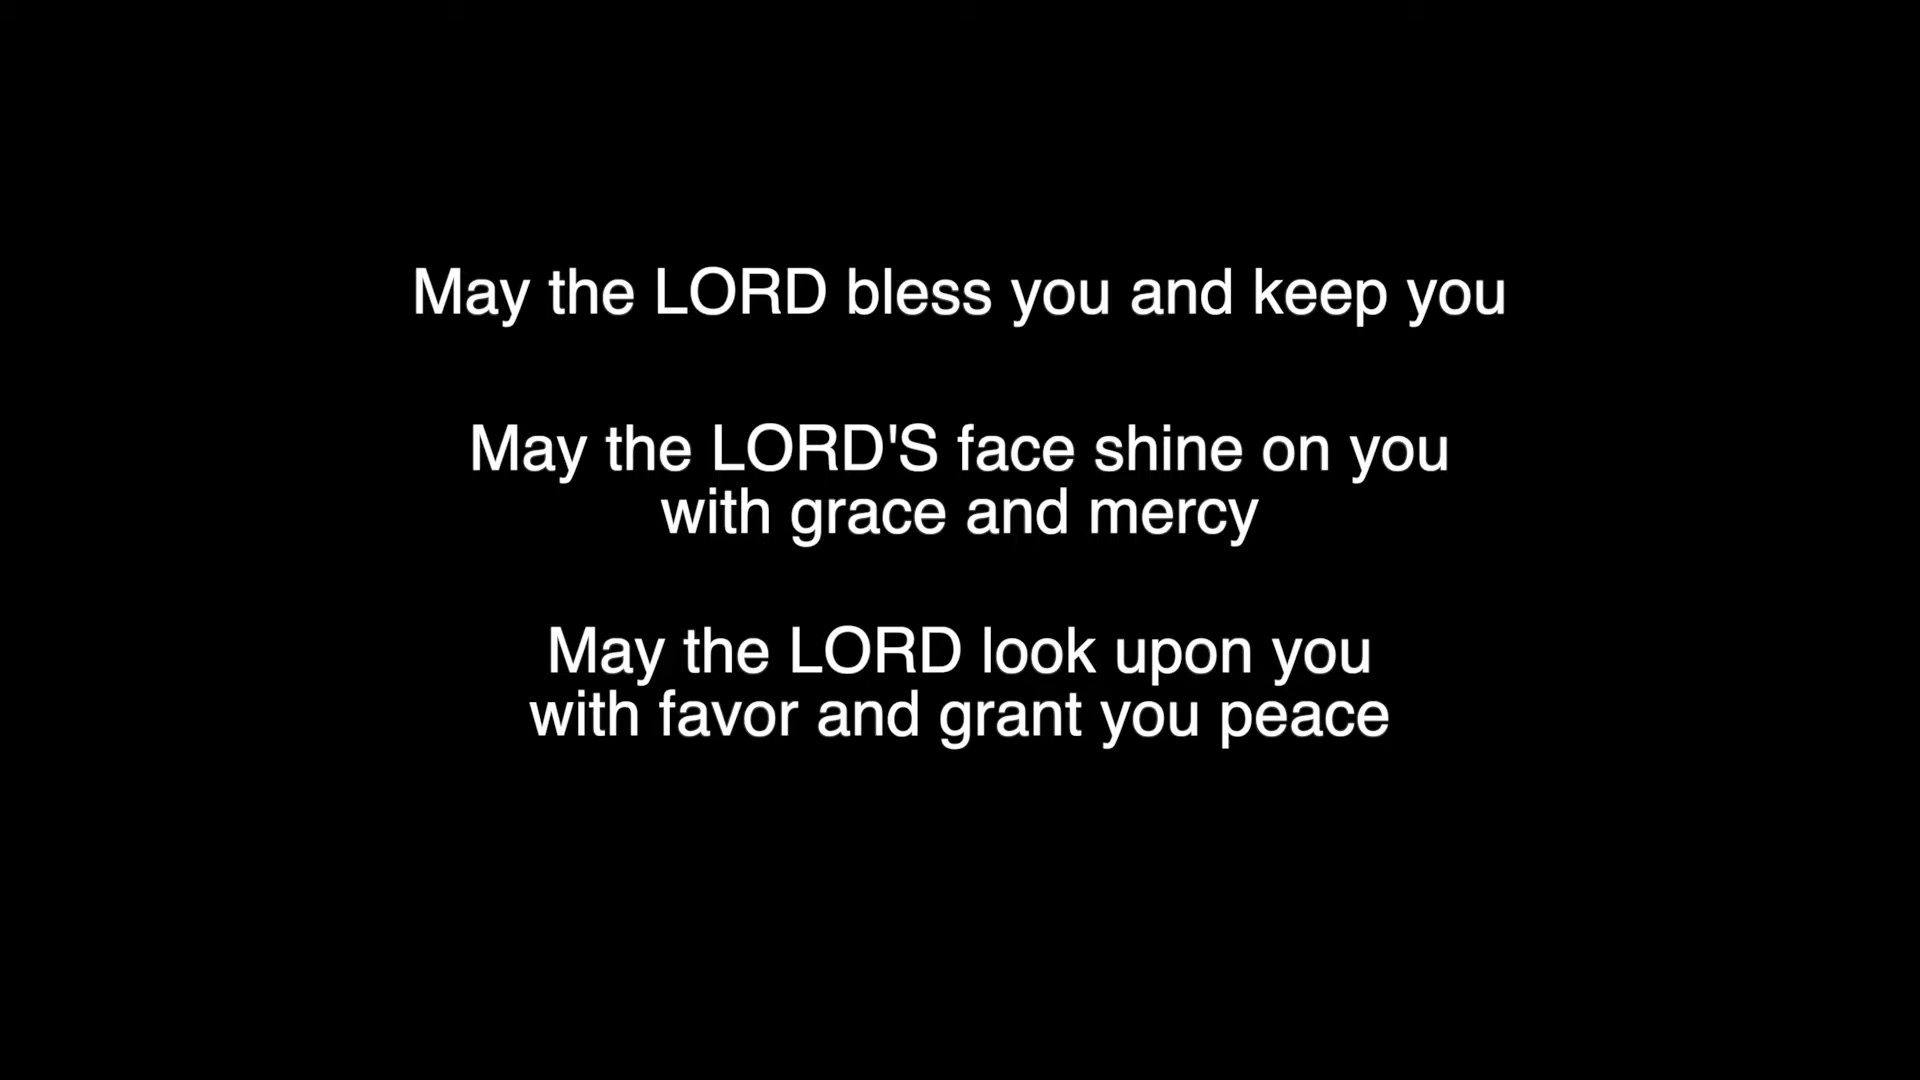 May the LORD bless you and keep you
May the LORD'S face shine on you
with grace and mercy
May the LORD look upon you
with favor and grant you peace